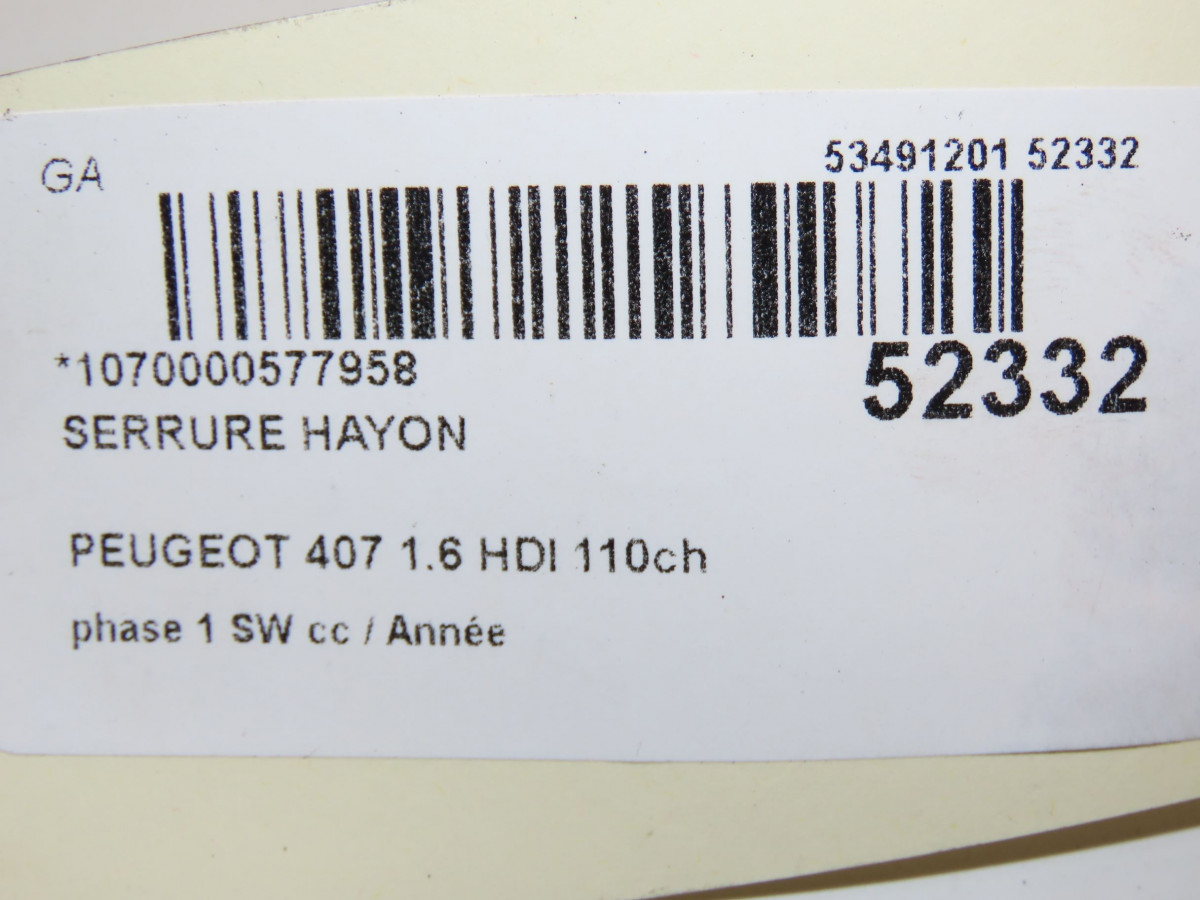 GA
53491201 52332
*1070000577958
52332
SERRURE HAYON
PEUGEOT 407 1.6 HDI 110ch
phase 1 SW cc / Année